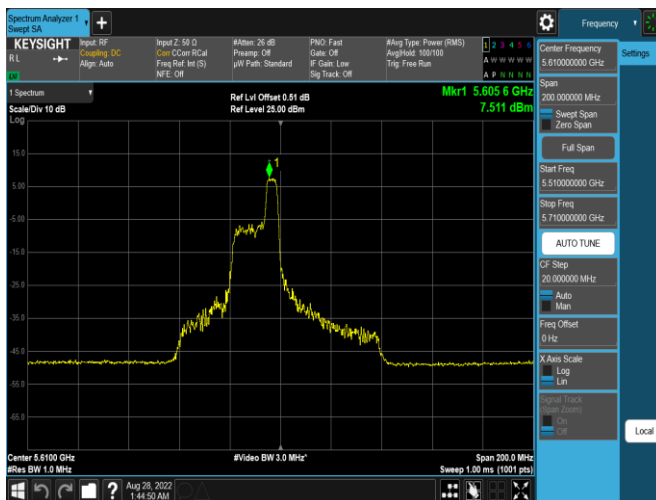 Spectrum Analyzer 1
Swept SA
+
Frequency
KEYSIGHT
RL
LU
Input: RF
Coupling: DC
Align: Auto
Input Z: 50 Ω
Corr CCorr RCal
Freq Ref: Int (S)
NFE: Off
#Atten: 26 dB
Preamp: Off
µW Path: Standard
PNO: Fast
Gate: Off
IF Gain: Low
Sig Track: Off
#Avg Type: Power (RMS)
Avg|Hold: 100/100
Trig: Free Run
1 2 3 4 5 6
A W W W W W
A P N N N N
1 Spectrum
Scale/Div 10 dB
Log
Ref Lvl Offset 0.51 dB
Ref Level 25.00 dBm
Mkr1 5.605 6 GHz
7.511 dBm
1
15.0
5.00
-5.00
-15.0
-25.0
-35.0
-45.0
-55.0
-65.0
Center 5.6100 GHz
#Res BW 1.0 MHz
#Video BW 3.0 MHz*
Span 200.0 MHz
Sweep 1.00 ms (1001 pts)
Center Frequency
5.610000000 GHz
Span
200.000000 MHz
Swept Span
Zero Span
Full Span
Start Freq
5.510000000 GHz
Stop Freq
5.710000000 GHz
AUTO TUNE
CF Step
20.000000 MHz
Auto
Man
Freq Offset
0 Hz
X Axis Scale
Log
Lin
Signal Track
(Span Zoom)
On
Off
Settings
Local
?
Aug 28, 2022
1:44:50 AM